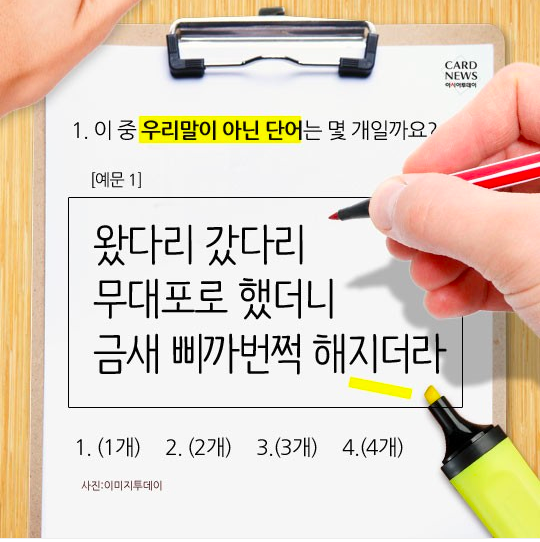 CARD
NEWS
아시아투데이
1. 이 중 우리말이 아닌 단어는 몇 개일까요?
[예문 1]
왔다리 갔다리
무대포로 했더니
금새 삐까번쩍 해지더라
1. (1개) 2. (2개) 3.(3개) 4.(4개)
사진:이미지투데이